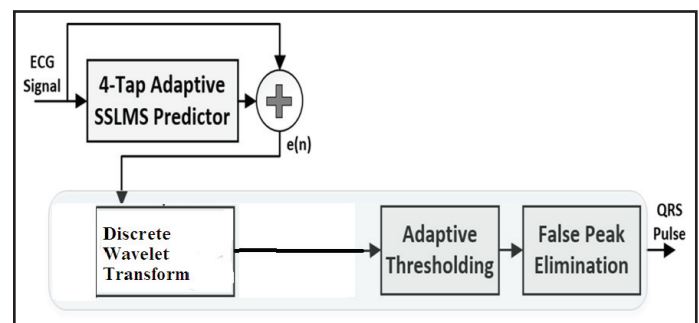 ECG
Signal
4-Tap Adaptive
SSLMS Predictor
e(n)
Discrete
Wavelet
Transform
Adaptive
Thresholding
False Peak
Elimination
QRS
Pulse